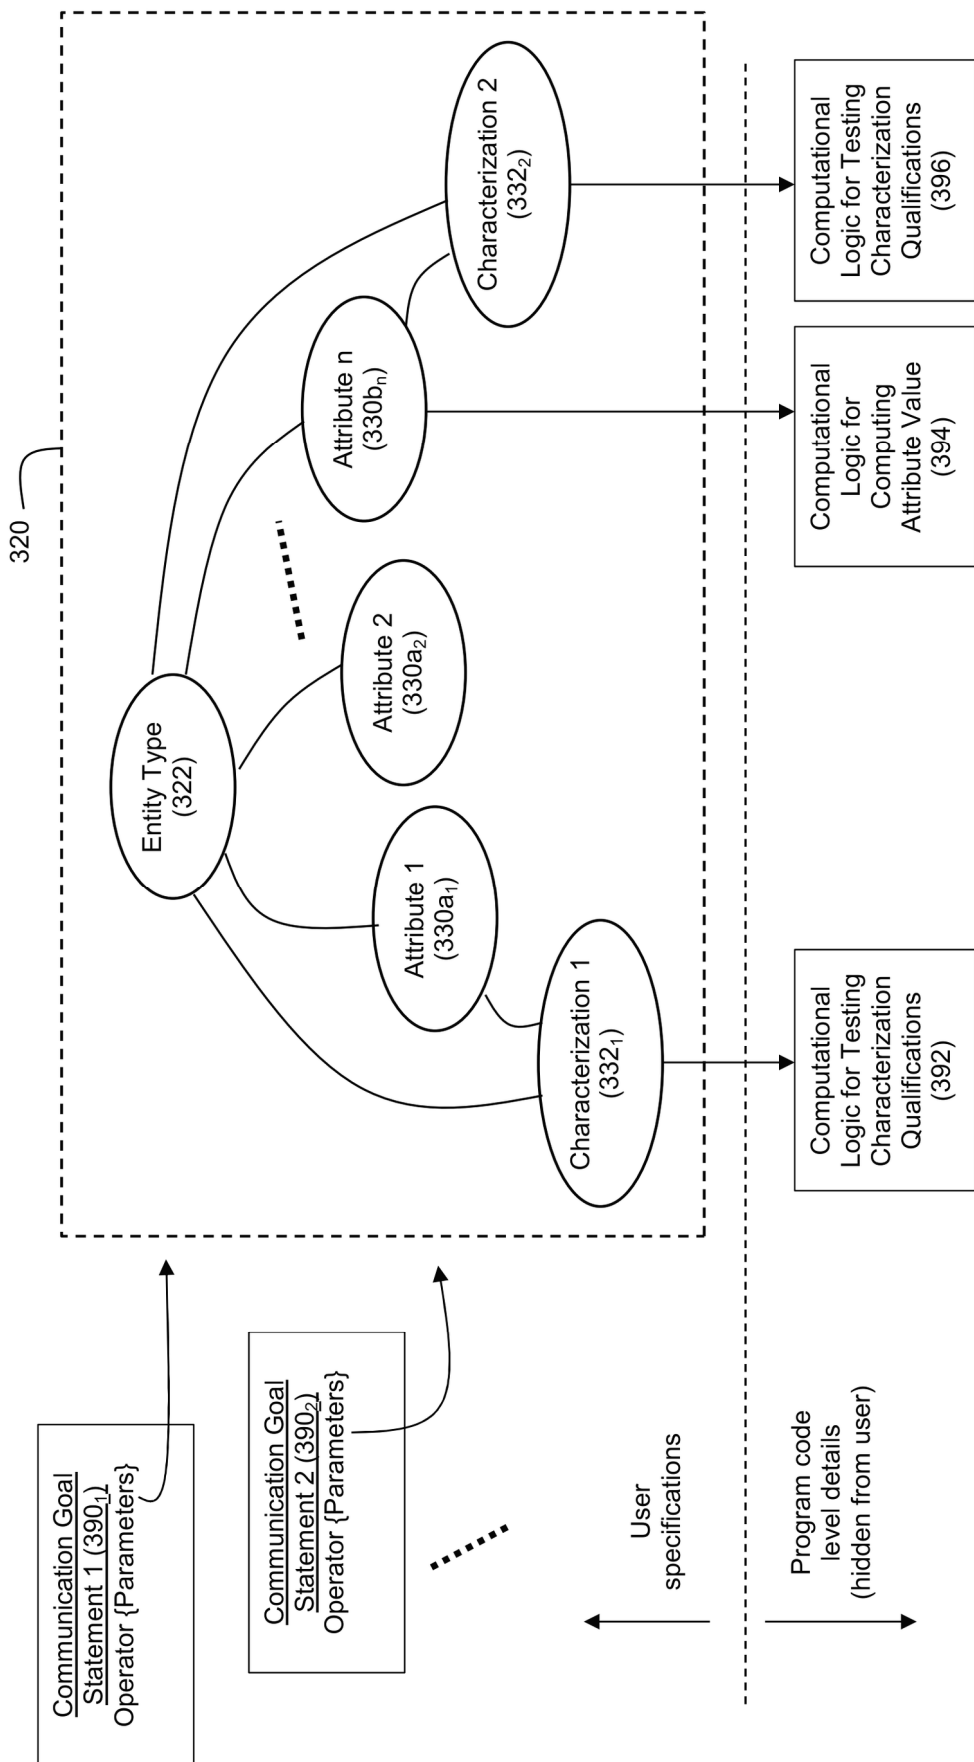 320
Communication Goal
Statement 1 (390₁)
Operator {Parameters}
Communication Goal
Statement 2 (390₂)
Operator {Parameters}
Entity Type
(322)
Attribute 1
(330a₁)
Attribute 2
(330a₂)
Attribute n
(330bₙ)
Characterization 1
(332₁)
Characterization 2
(332₂)
User
specifications
Program code
level details
(hidden from user)
Computational
Logic for Testing
Characterization
Qualifications
(392)
Computational
Logic for
Computing
Attribute Value
(394)
Computational
Logic for Testing
Characterization
Qualifications
(396)